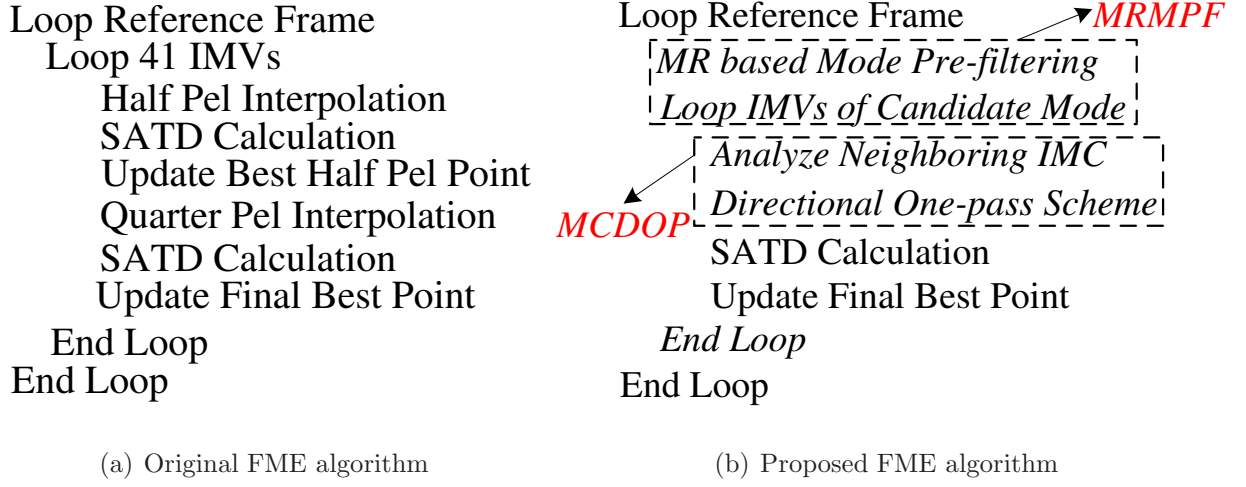 Loop Reference Frame
Loop 41 IMVs
Half Pel Interpolation
SATD Calculation
Update Best Half Pel Point
Quarter Pel Interpolation
SATD Calculation
Update Final Best Point
End Loop
End Loop
(a) Original FME algorithm
Loop Reference Frame
MRMPF
MR based Mode Pre-filtering
Loop IMVs of Candidate Mode
Analyze Neighboring IMC
Directional One-pass Scheme
MCDOP
SATD Calculation
Update Final Best Point
End Loop
End Loop
(b) Proposed FME algorithm